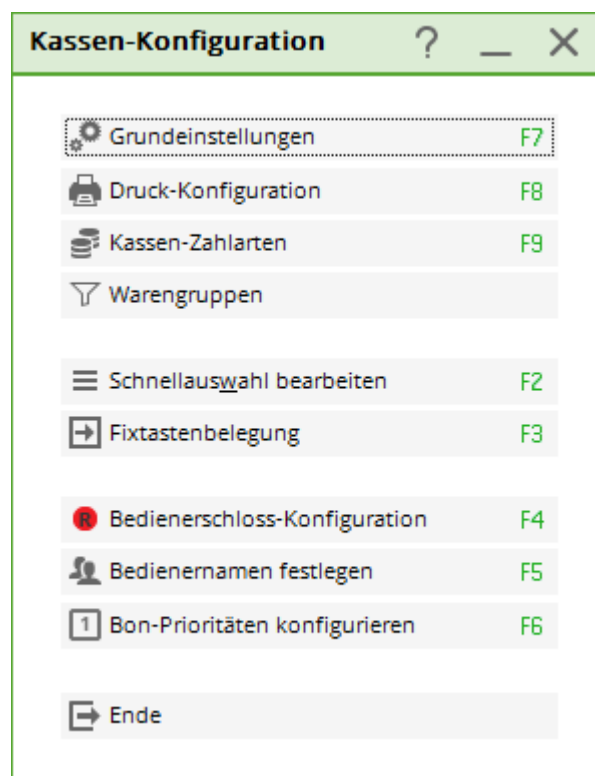 Kassen-Konfiguration ? _ X
Grundeinstellungen F7
Druck-Konfiguration F8
Kassen-Zahlarten F9
Warengruppen
Schnellauswahl bearbeiten F2
Fixtastenbelegung F3
R Bedienerschloss-Konfiguration F4
Bedienernamen festlegen F5
1 Bon-Prioritäten konfigurieren F6
Ende